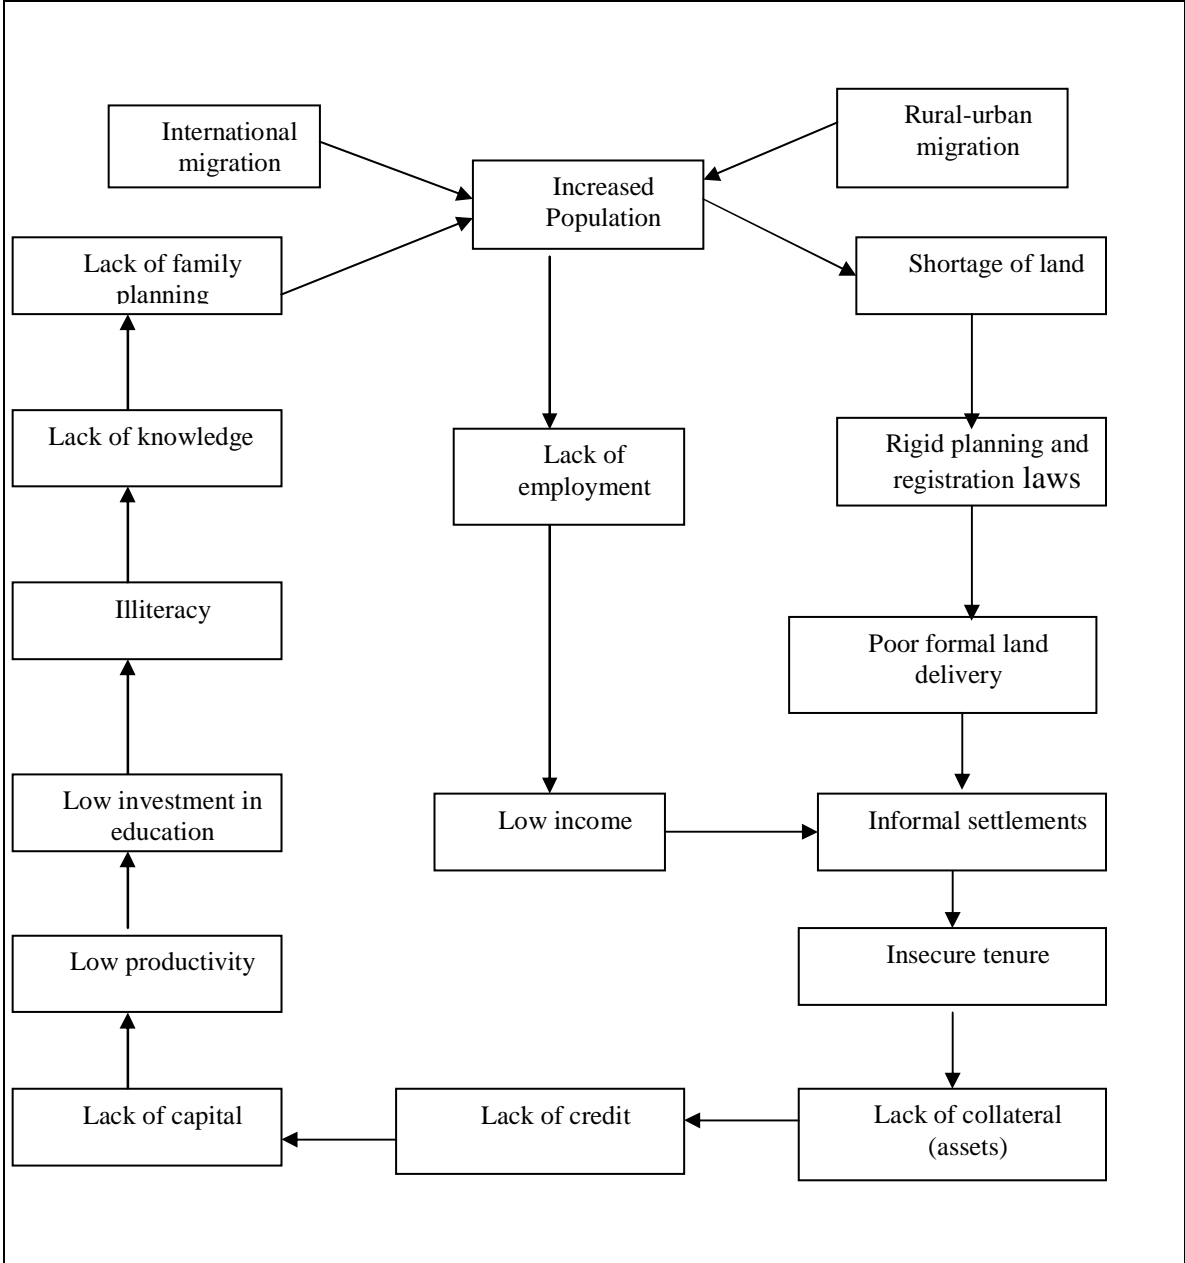 International
migration
Rural-urban
migration
Increased
Population
Lack of family
planning
Shortage of land
Lack of knowledge
Lack of
employment
Rigid planning and
registration laws
Illiteracy
Poor formal land
delivery
Low investment in
education
Low income
Informal settlements
Low productivity
Insecure tenure
Lack of capital
Lack of credit
Lack of collateral
(assets)